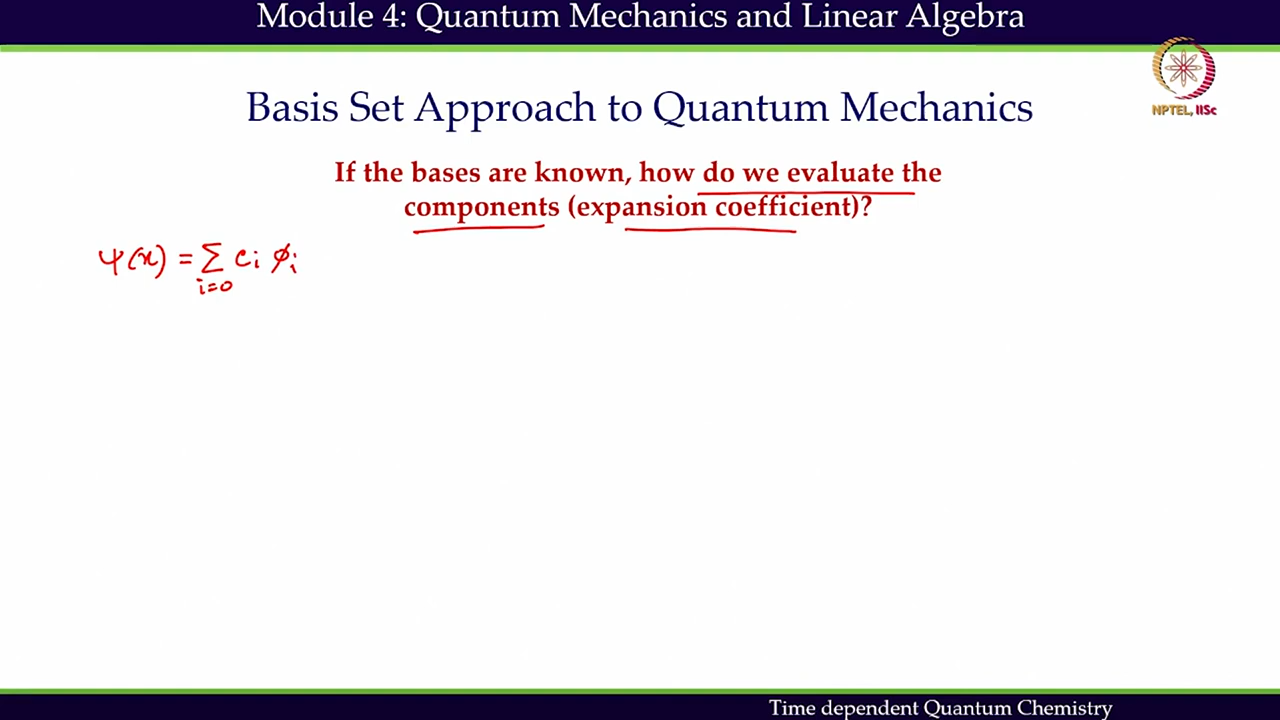 Module 4: Quantum Mechanics and Linear Algebra
NPTEL, IISc
Basis Set Approach to Quantum Mechanics
If the bases are known, how do we evaluate the
components (expansion coefficient)?
ψ(x) = ∑ cᵢ ϕᵢ
i=0
Time dependent Quantum Chemistry